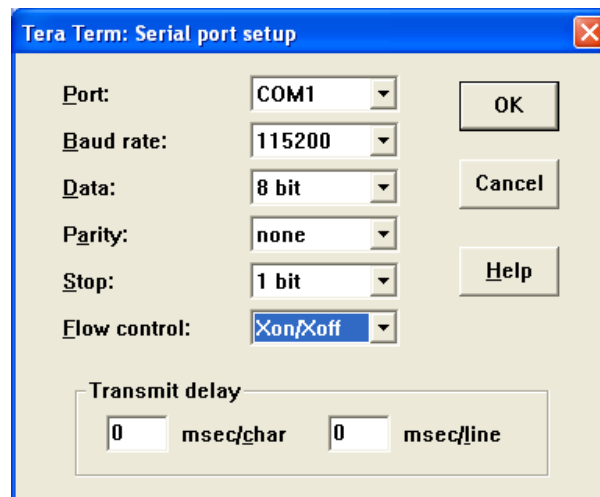 Tera Term: Serial port setup
Port: COM1
OK
Baud rate: 115200
Data: 8 bit
Cancel
Parity: none
Stop: 1 bit
Help
Flow control: Xon/Xoff
Transmit delay
0 msec/char 0 msec/line